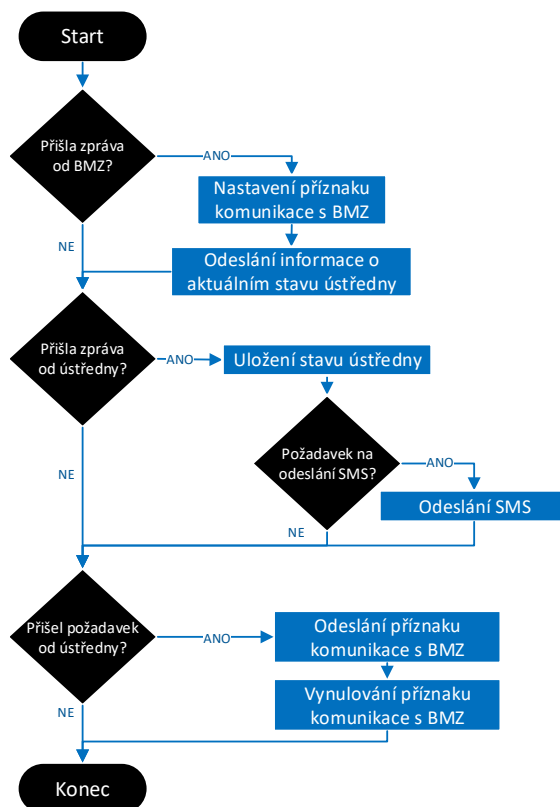 Start
Přišla zpráva
od BMZ?
ANO
Nastavení příznaku
komunikace s BMZ
NE
Odeslání informace o
aktuálním stavu ústředny
Přišla zpráva
od ústředny?
ANO
Uložení stavu ústředny
Požadavek na
odeslání SMS?
ANO
NE
Odeslání SMS
NE
Přišel požadavek
od ústředny?
ANO
Odeslání příznaku
komunikace s BMZ
Vynulování příznaku
komunikace s BMZ
NE
Konec